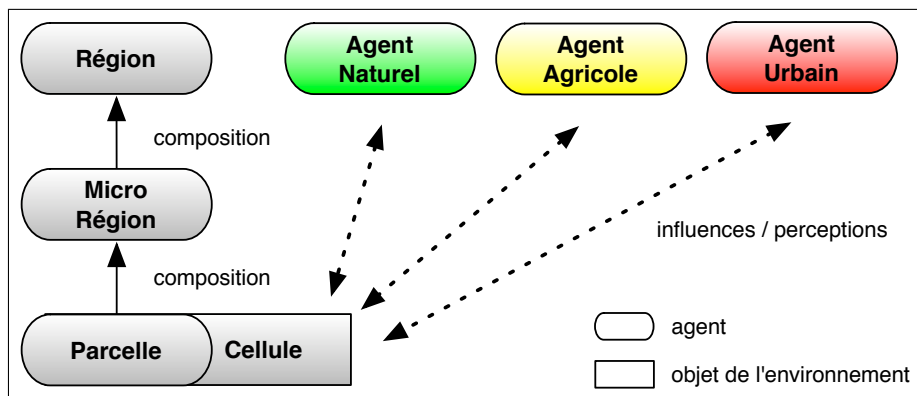 Région
Agent
Naturel
Agent
Agricole
Agent
Urbain
composition
Micro
Région
influences / perceptions
composition
Parcelle
Cellule
agent
objet de l'environnement